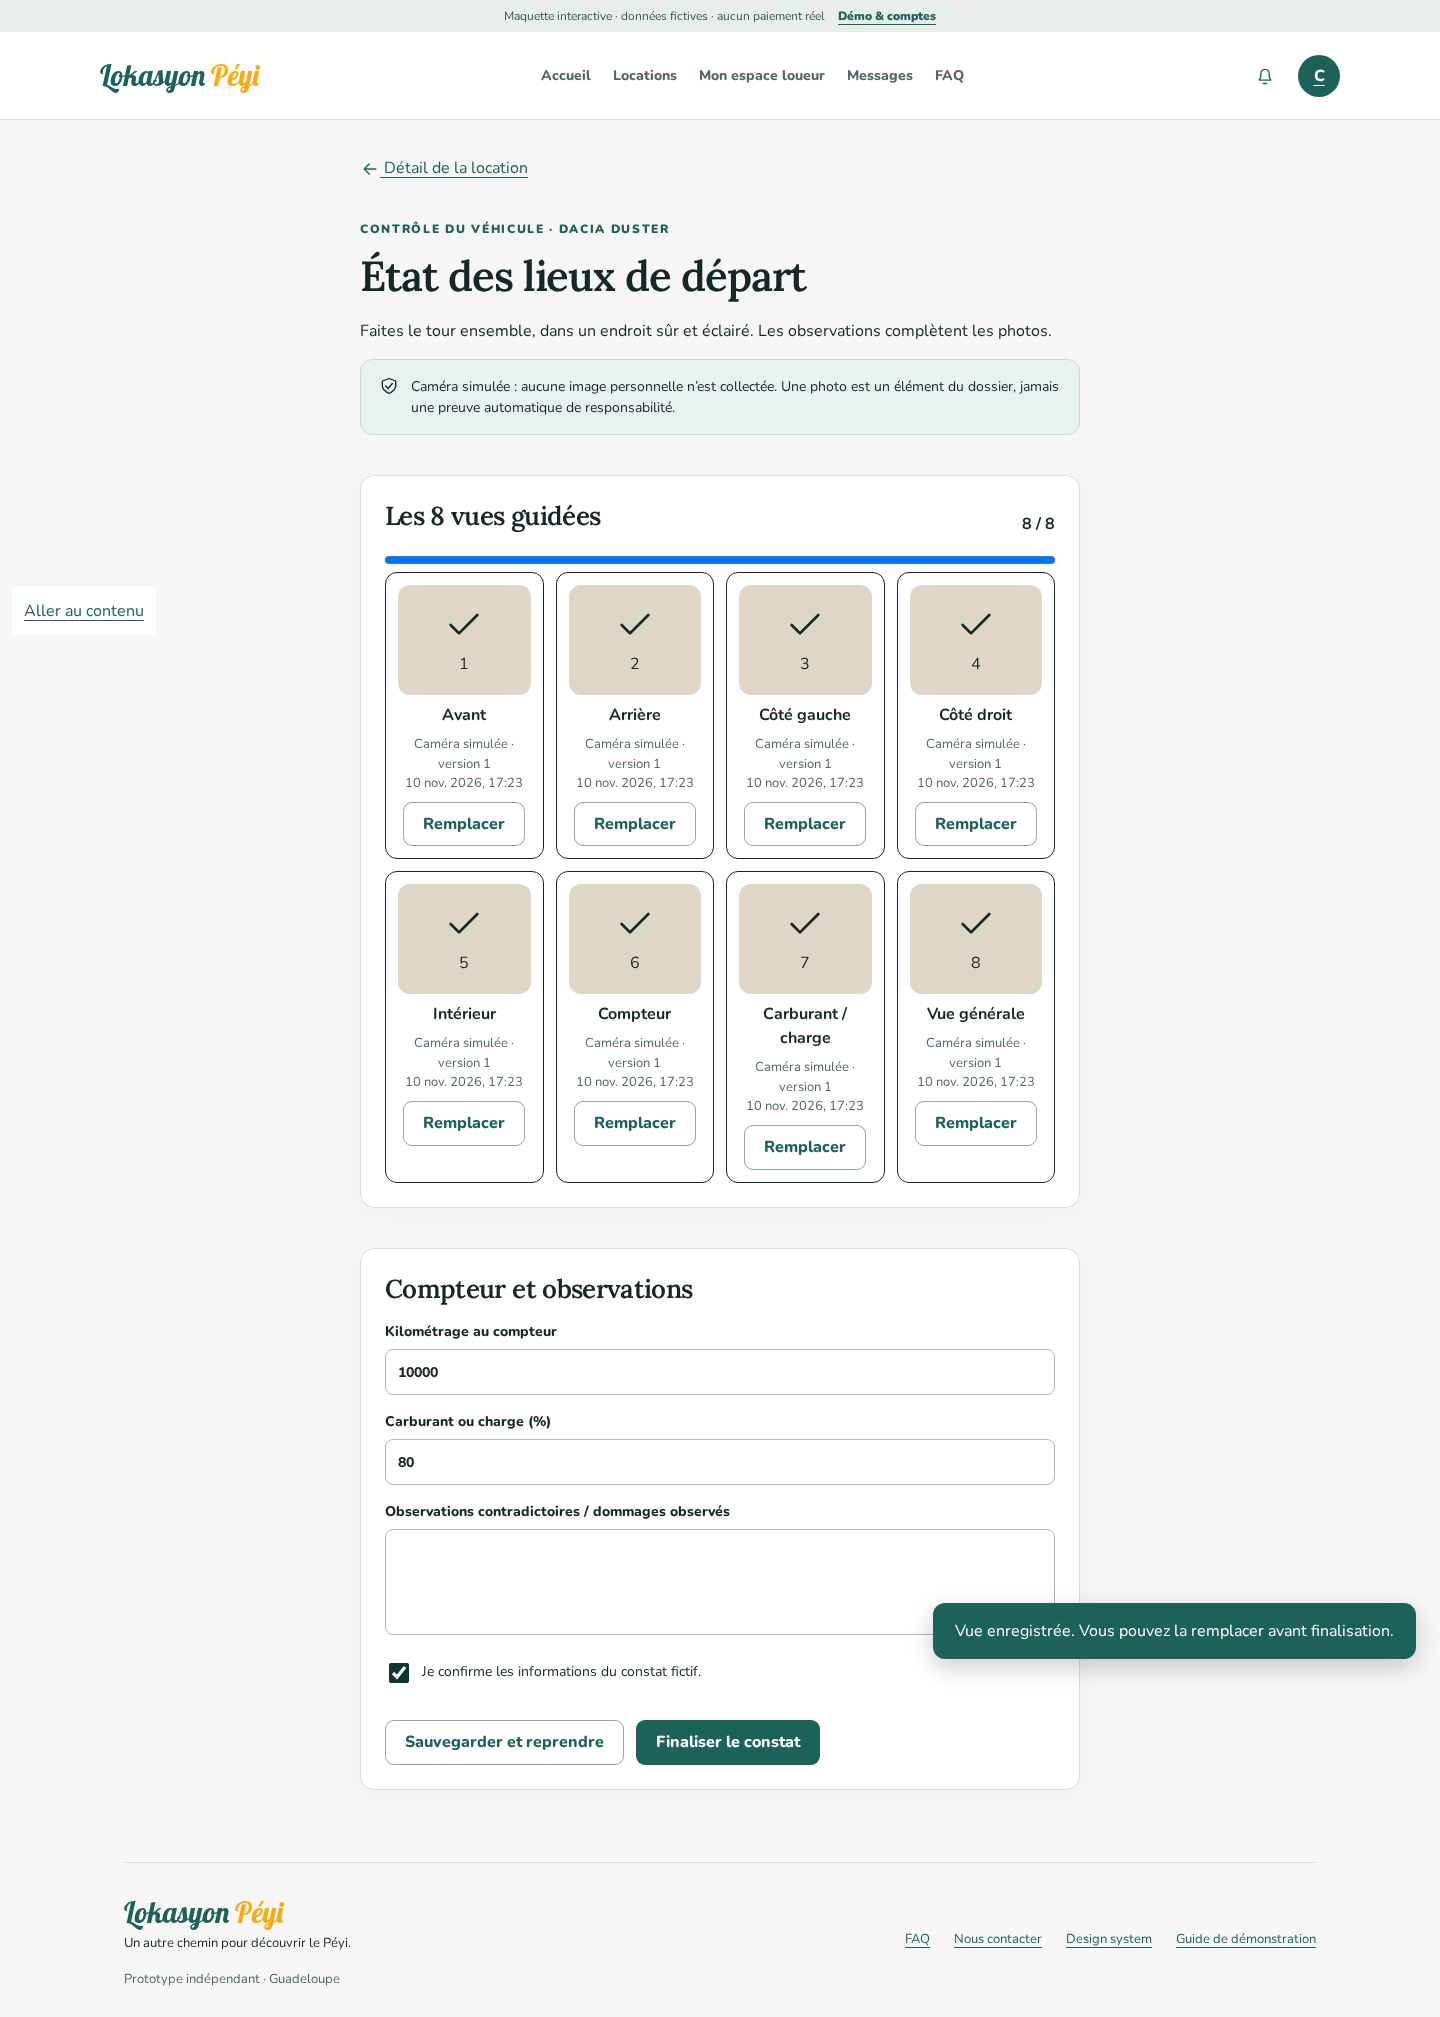 Maquette interactive · données fictives · aucun paiement réel Démo & comptes
Lokasyon Péyi
Accueil Locations Mon espace loueur Messages FAQ
C
Détail de la location
CONTRÔLE DU VÉHICULE · DACIA DUSTER
État des lieux de départ
Faites le tour ensemble, dans un endroit sûr et éclairé. Les observations complètent les photos.
Caméra simulée : aucune image personnelle n’est collectée. Une photo est un élément du dossier, jamais
une preuve automatique de responsabilité.
Les 8 vues guidées
8 / 8
Aller au contenu
1
Avant
Caméra simulée ·
version 1
10 nov. 2026, 17:23
Remplacer
2
Arrière
Caméra simulée ·
version 1
10 nov. 2026, 17:23
Remplacer
3
Côté gauche
Caméra simulée ·
version 1
10 nov. 2026, 17:23
Remplacer
4
Côté droit
Caméra simulée ·
version 1
10 nov. 2026, 17:23
Remplacer
5
Intérieur
Caméra simulée ·
version 1
10 nov. 2026, 17:23
Remplacer
6
Compteur
Caméra simulée ·
version 1
10 nov. 2026, 17:23
Remplacer
7
Carburant /
charge
Caméra simulée ·
version 1
10 nov. 2026, 17:23
Remplacer
8
Vue générale
Caméra simulée ·
version 1
10 nov. 2026, 17:23
Remplacer
Compteur et observations
Kilométrage au compteur
10000
Carburant ou charge (%)
80
Observations contradictoires / dommages observés
Vue enregistrée. Vous pouvez la remplacer avant finalisation.
Je confirme les informations du constat fictif.
Sauvegarder et reprendre
Finaliser le constat
Lokasyon Péyi
Un autre chemin pour découvrir le Péyi.
Prototype indépendant · Guadeloupe
FAQ Nous contacter Design system Guide de démonstration